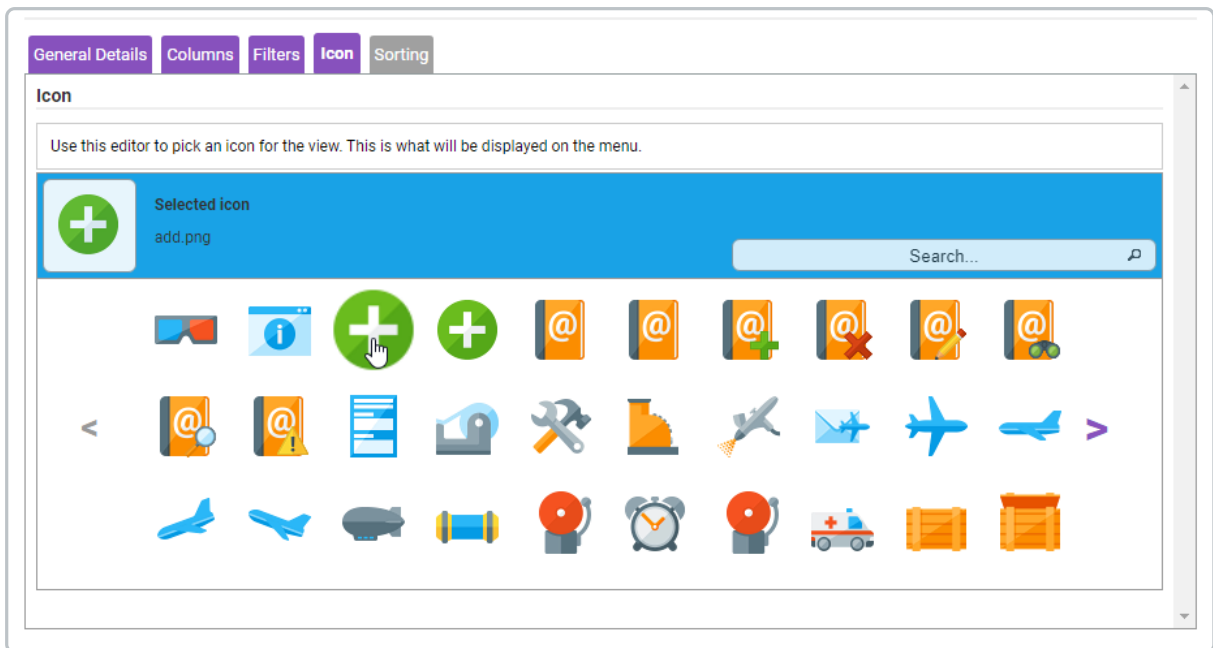 General Details Columns Filters Icon Sorting
Icon
Use this editor to pick an icon for the view. This is what will be displayed on the menu.
Selected icon
add.png
Search...
< >